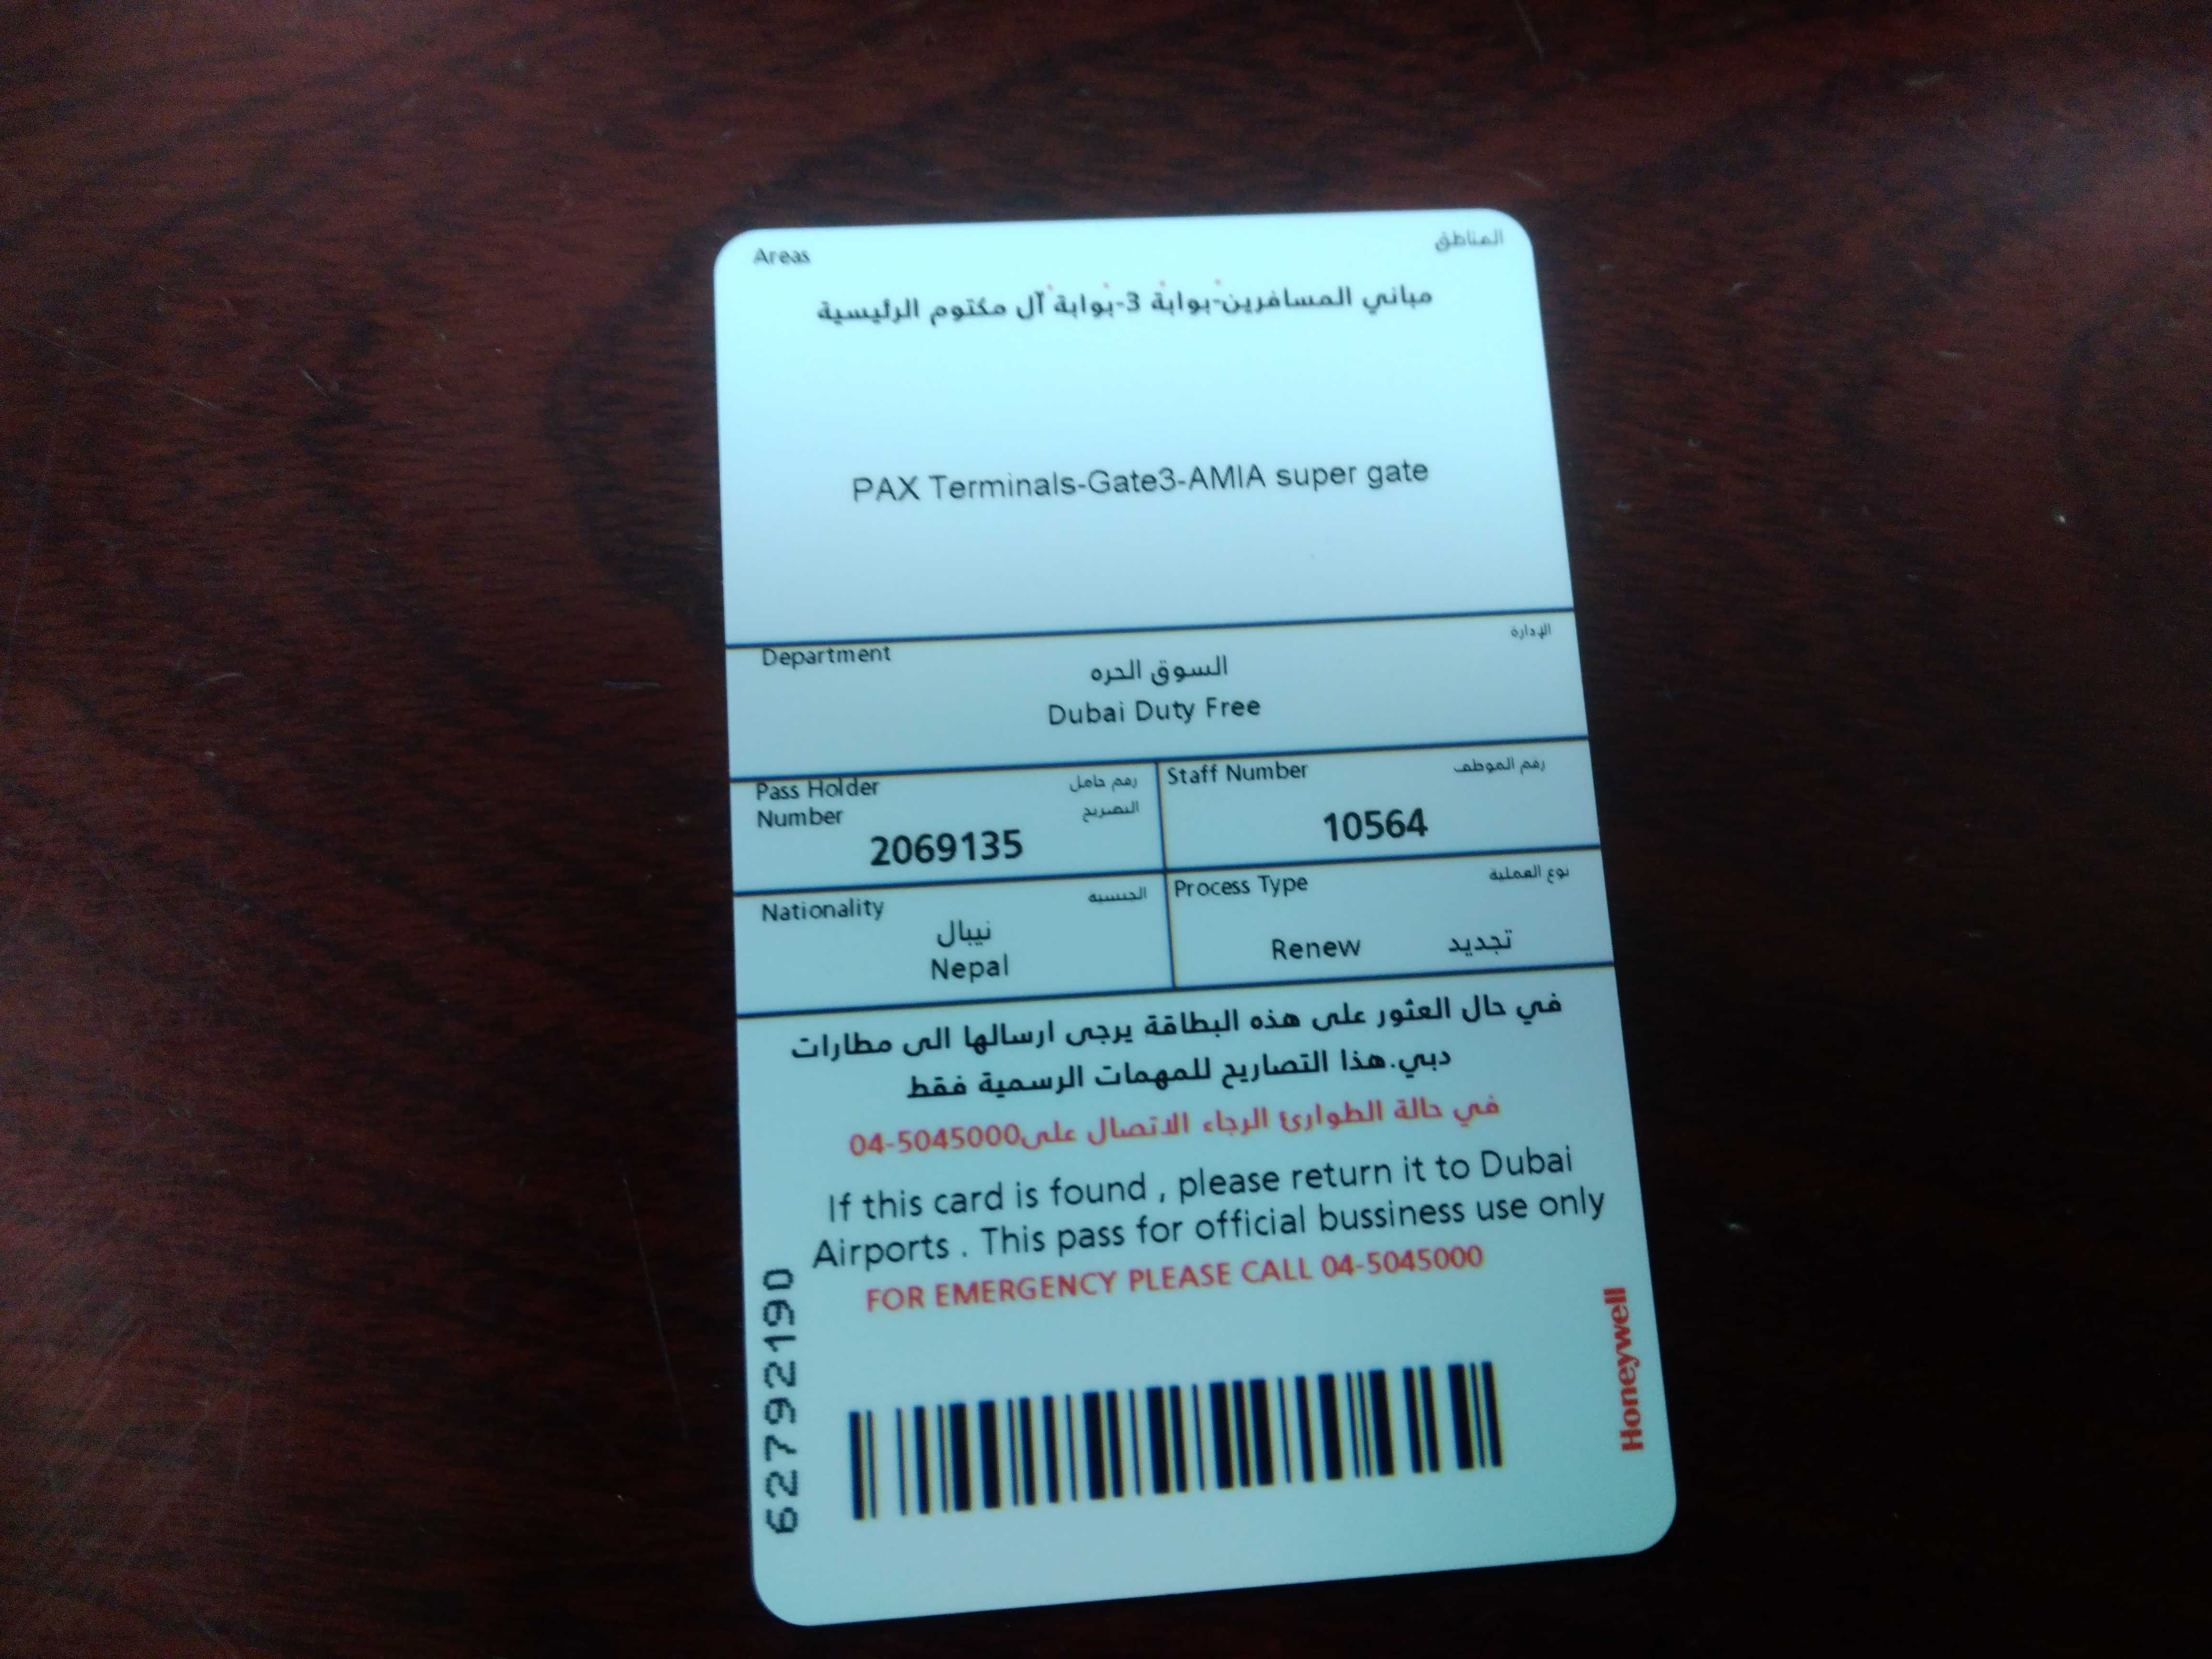 Areas
المناطق
مباني المسافرين-بوابة 3-بوابة آل مكتوم الرئيسية
PAX Terminals-Gate3-AMIA super gate
Department
الإدارة
السوق الحره
Dubai Duty Free
Pass Holder
Number
رقم حامل
التصريح
2069135
Staff Number
رقم الموظف
10564
Nationality
الجنسية
نيبال
Nepal
Process Type
نوع العملية
Renew
تجديد
في حال العثور على هذه البطاقة يرجى ارسالها الى مطارات
دبي.هذا التصاريح للمهمات الرسمية فقط
في حالة الطوارئ الرجاء الاتصال على04-5045000
If this card is found , please return it to Dubai
Airports . This pass for official bussiness use only
FOR EMERGENCY PLEASE CALL 04-5045000
62792190
Honeywell